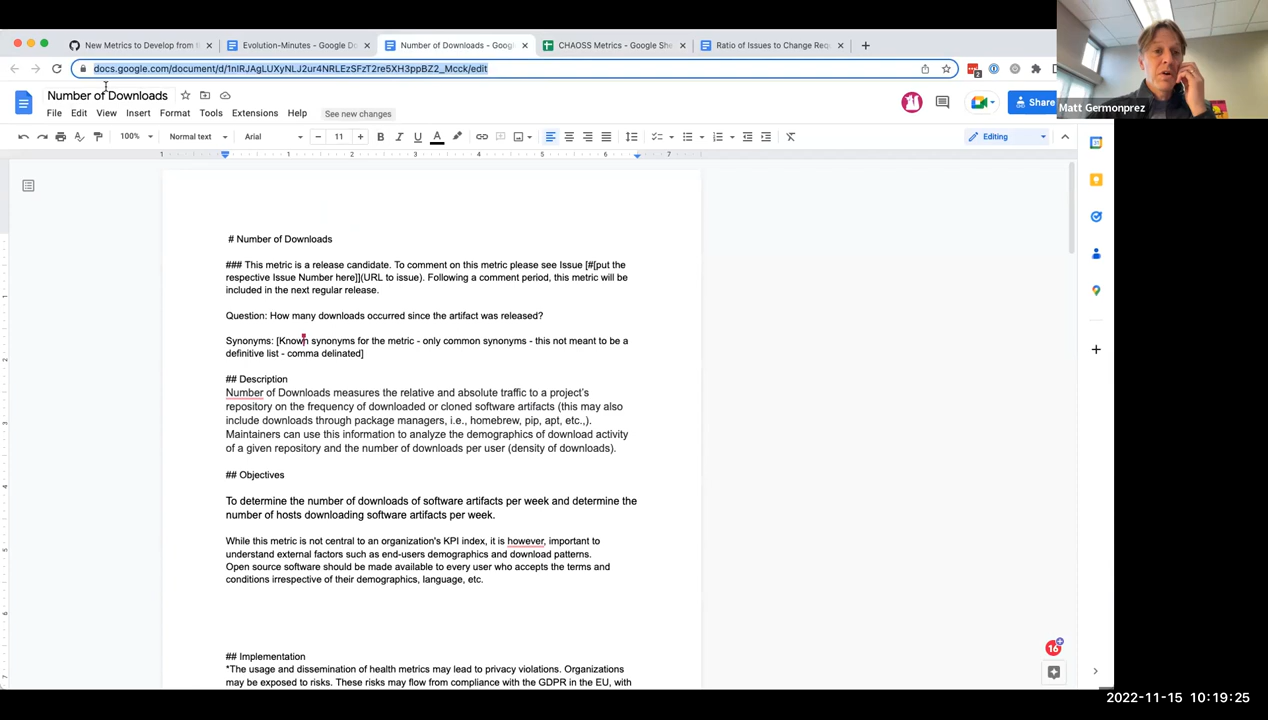 New Metrics to Develop from t
Evolution-Minutes - Google Do
Number of Downloads - Googl
CHAOSS Metrics - Google She
Ratio of Issues to Change Req
docs.google.com/document/d/1nIRJAgLUXyNLJ2ur4NRLEzSFzT2re5XH3ppBZ2_Mcck/edit
2
Number of Downloads
File Edit View Insert Format Tools Extensions Help See new changes
Share
Matt Germonprez
100% Normal text Arial 11 B I U A Editing
1 1 2 3 4 5 6 7
# Number of Downloads
### This metric is a release candidate. To comment on this metric please see Issue [#[put the
respective Issue Number here]](URL to issue). Following a comment period, this metric will be
included in the next regular release.
Question: How many downloads occurred since the artifact was released?
Synonyms: [Known synonyms for the metric - only common synonyms - this not meant to be a
definitive list - comma delinated]
## Description
Number of Downloads measures the relative and absolute traffic to a project's
repository on the frequency of downloaded or cloned software artifacts (this may also
include downloads through package managers, i.e., homebrew, pip, apt, etc.,).
Maintainers can use this information to analyze the demographics of download activity
of a given repository and the number of downloads per user (density of downloads).
## Objectives
To determine the number of downloads of software artifacts per week and determine the
number of hosts downloading software artifacts per week.
While this metric is not central to an organization's KPI index, it is however, important to
understand external factors such as end-users demographics and download patterns.
Open source software should be made available to every user who accepts the terms and
conditions irrespective of their demographics, language, etc.
## Implementation
*The usage and dissemination of health metrics may lead to privacy violations. Organizations
may be exposed to risks. These risks may flow from compliance with the GDPR in the EU, with
16
2022-11-15 10:19:25